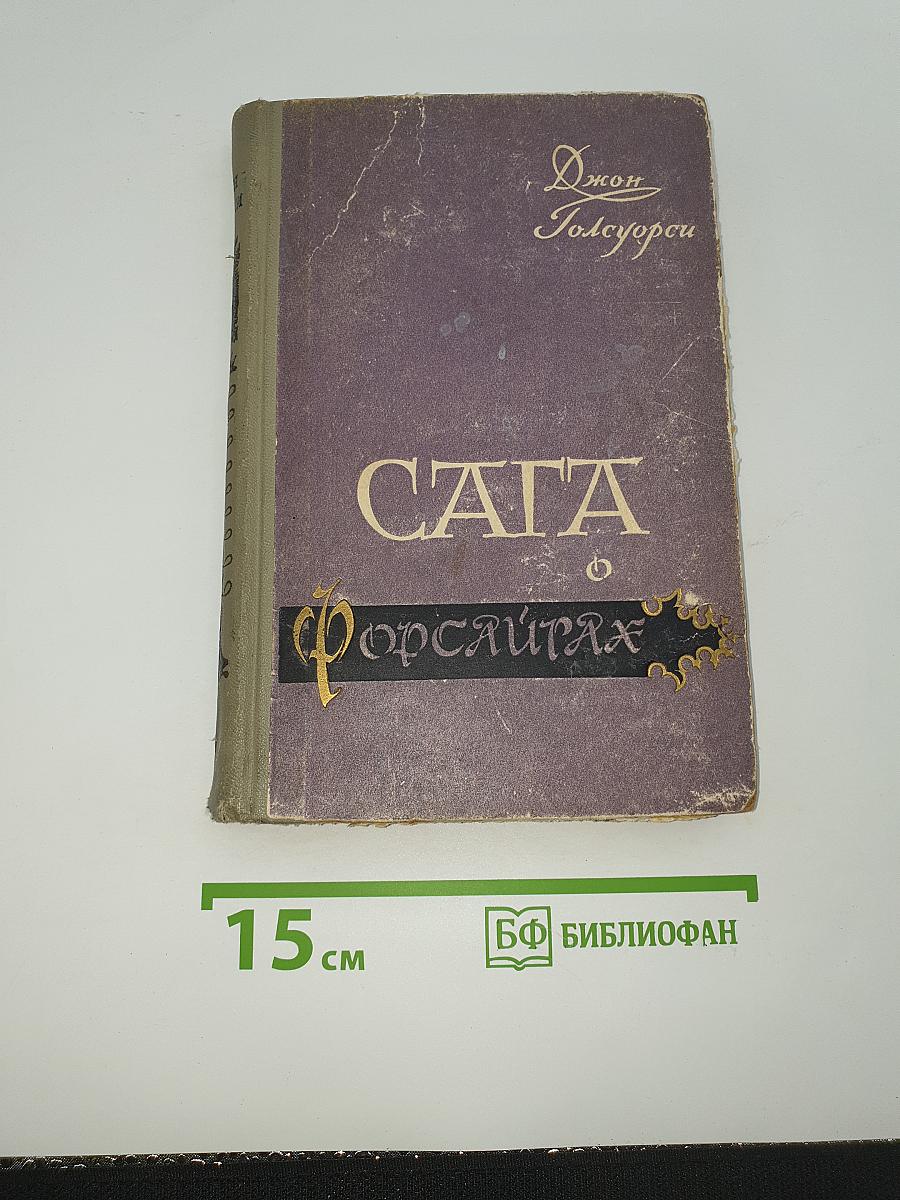 Джон
Голсуорси
САГА
о
Форсайтах
15 см
БФ БИБЛИОФАН